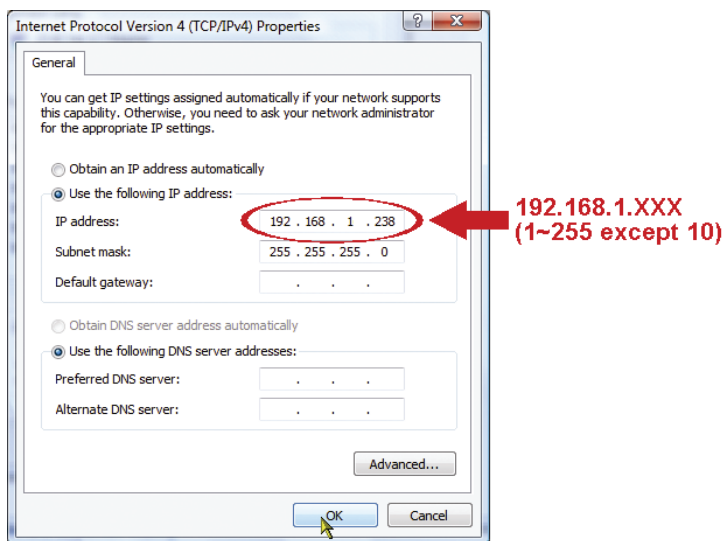 Internet Protocol Version 4 (TCP/IPv4) Properties
General
You can get IP settings assigned automatically if your network supports
this capability. Otherwise, you need to ask your network administrator
for the appropriate IP settings.
Obtain an IP address automatically
Use the following IP address:
IP address: 192 . 168 . 1 . 238
192.168.1.XXX
(1~255 except 10)
Subnet mask: 255 . 255 . 255 . 0
Default gateway: . . .
Obtain DNS server address automatically
Use the following DNS server addresses:
Preferred DNS server: . . .
Alternate DNS server: . . .
Advanced...
OK Cancel